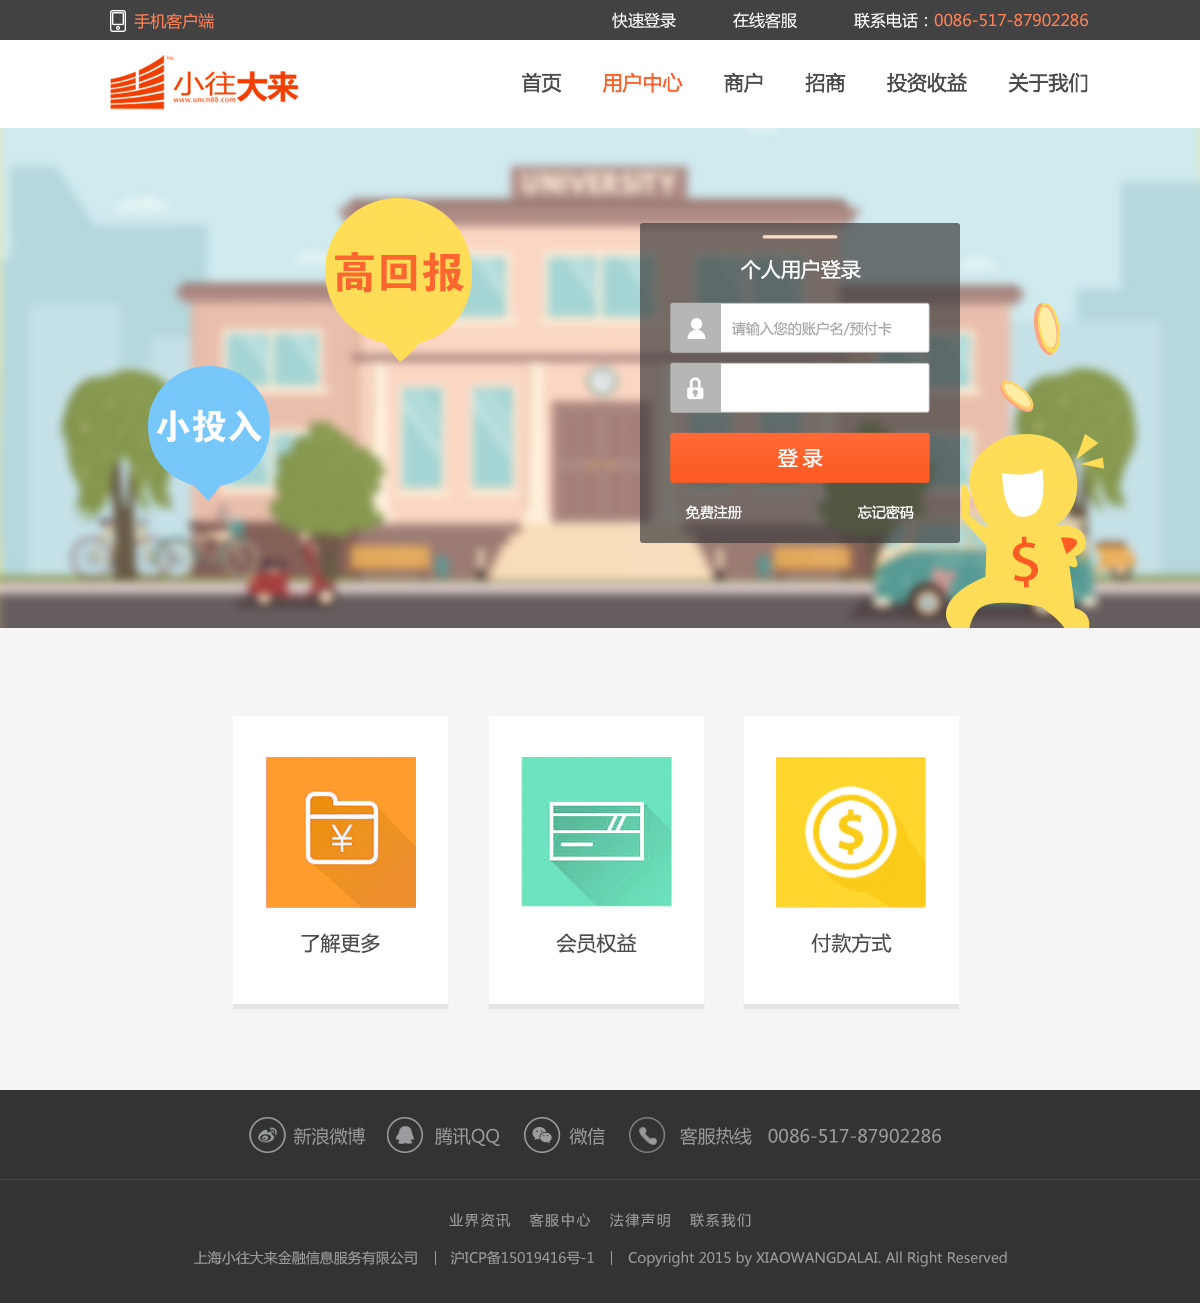 手机客户端 快速登录 在线客服 联系电话：0086-517-87902286
小往大来 TM
www.uncn88.com
首页 用户中心 商户 招商 投资收益 关于我们
UNIVERSITY
高回报
小投入
个人用户登录
请输入您的账户名/预付卡
登录
免费注册 忘记密码
$
¥
$
了解更多 会员权益 付款方式
新浪微博 腾讯QQ 微信 客服热线 0086-517-87902286
业界资讯 客服中心 法律声明 联系我们
上海小往大来金融信息服务有限公司 | 沪ICP备15019416号-1 | Copyright 2015 by XIAOWANGDALAI. All Right Reserved